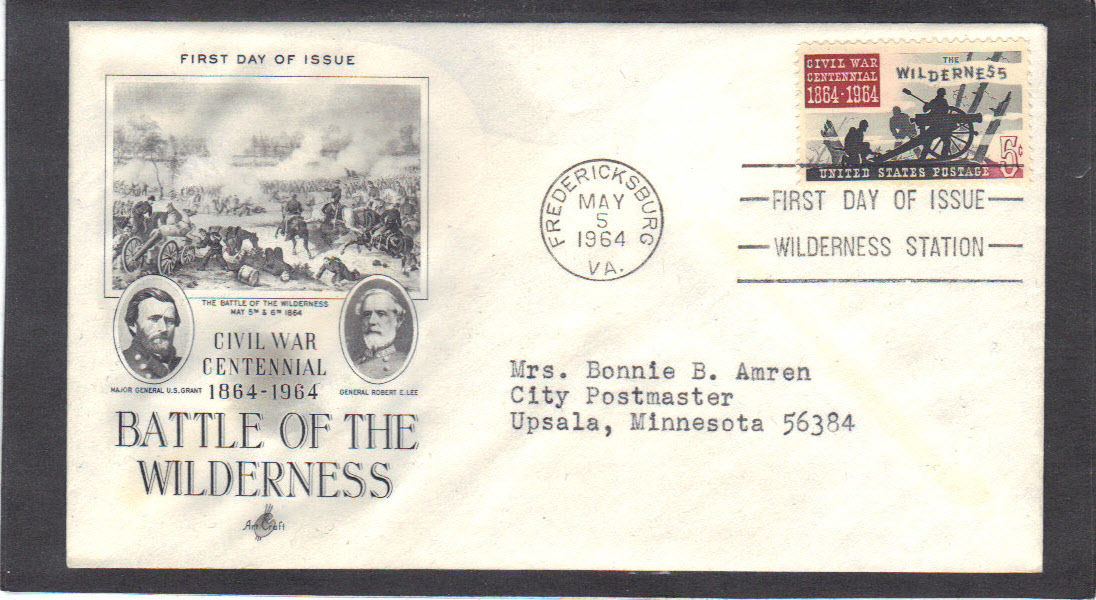 FIRST DAY OF ISSUE
THE BATTLE OF THE WILDERNESS
MAY 5TH & 6TH 1864
MAJOR GENERAL U.S. GRANT
GENERAL ROBERT E. LEE
CIVIL WAR
CENTENNIAL
1864-1964
BATTLE OF THE
WILDERNESS
Art Craft
CIVIL WAR
CENTENNIAL
1864-1964
THE
WILDERNESS
5¢
UNITED STATES POSTAGE
FREDERICKSBURG
MAY
5
1964
VA.
FIRST DAY OF ISSUE
WILDERNESS STATION
Mrs. Bonnie B. Amren
City Postmaster
Upsala, Minnesota 56384